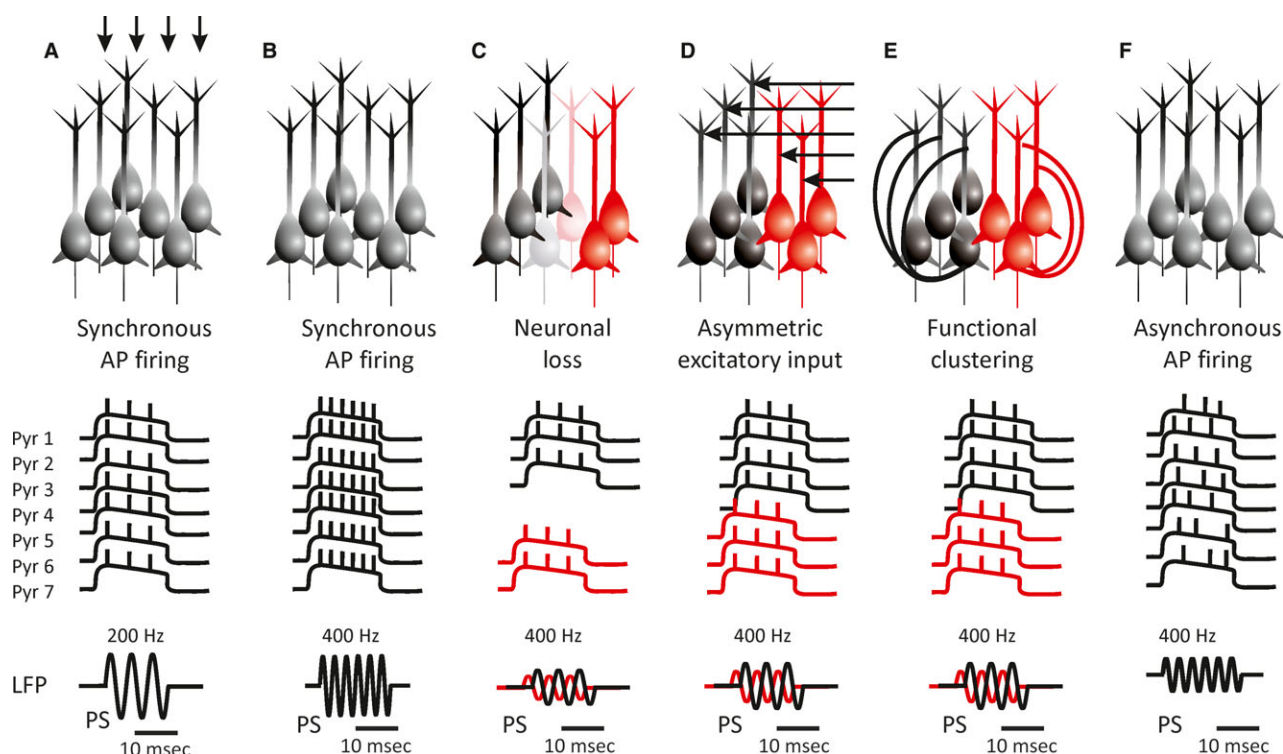 A B C D E F
Synchronous Synchronous Neuronal Asymmetric Functional Asynchronous
AP firing AP firing loss excitatory input clustering AP firing
Pyr 1
Pyr 2
Pyr 3
Pyr 4
Pyr 5
Pyr 6
Pyr 7
200 Hz 400 Hz 400 Hz 400 Hz 400 Hz 400 Hz
LFP
PS PS PS PS PS PS
10 msec 10 msec 10 msec 10 msec 10 msec 10 msec